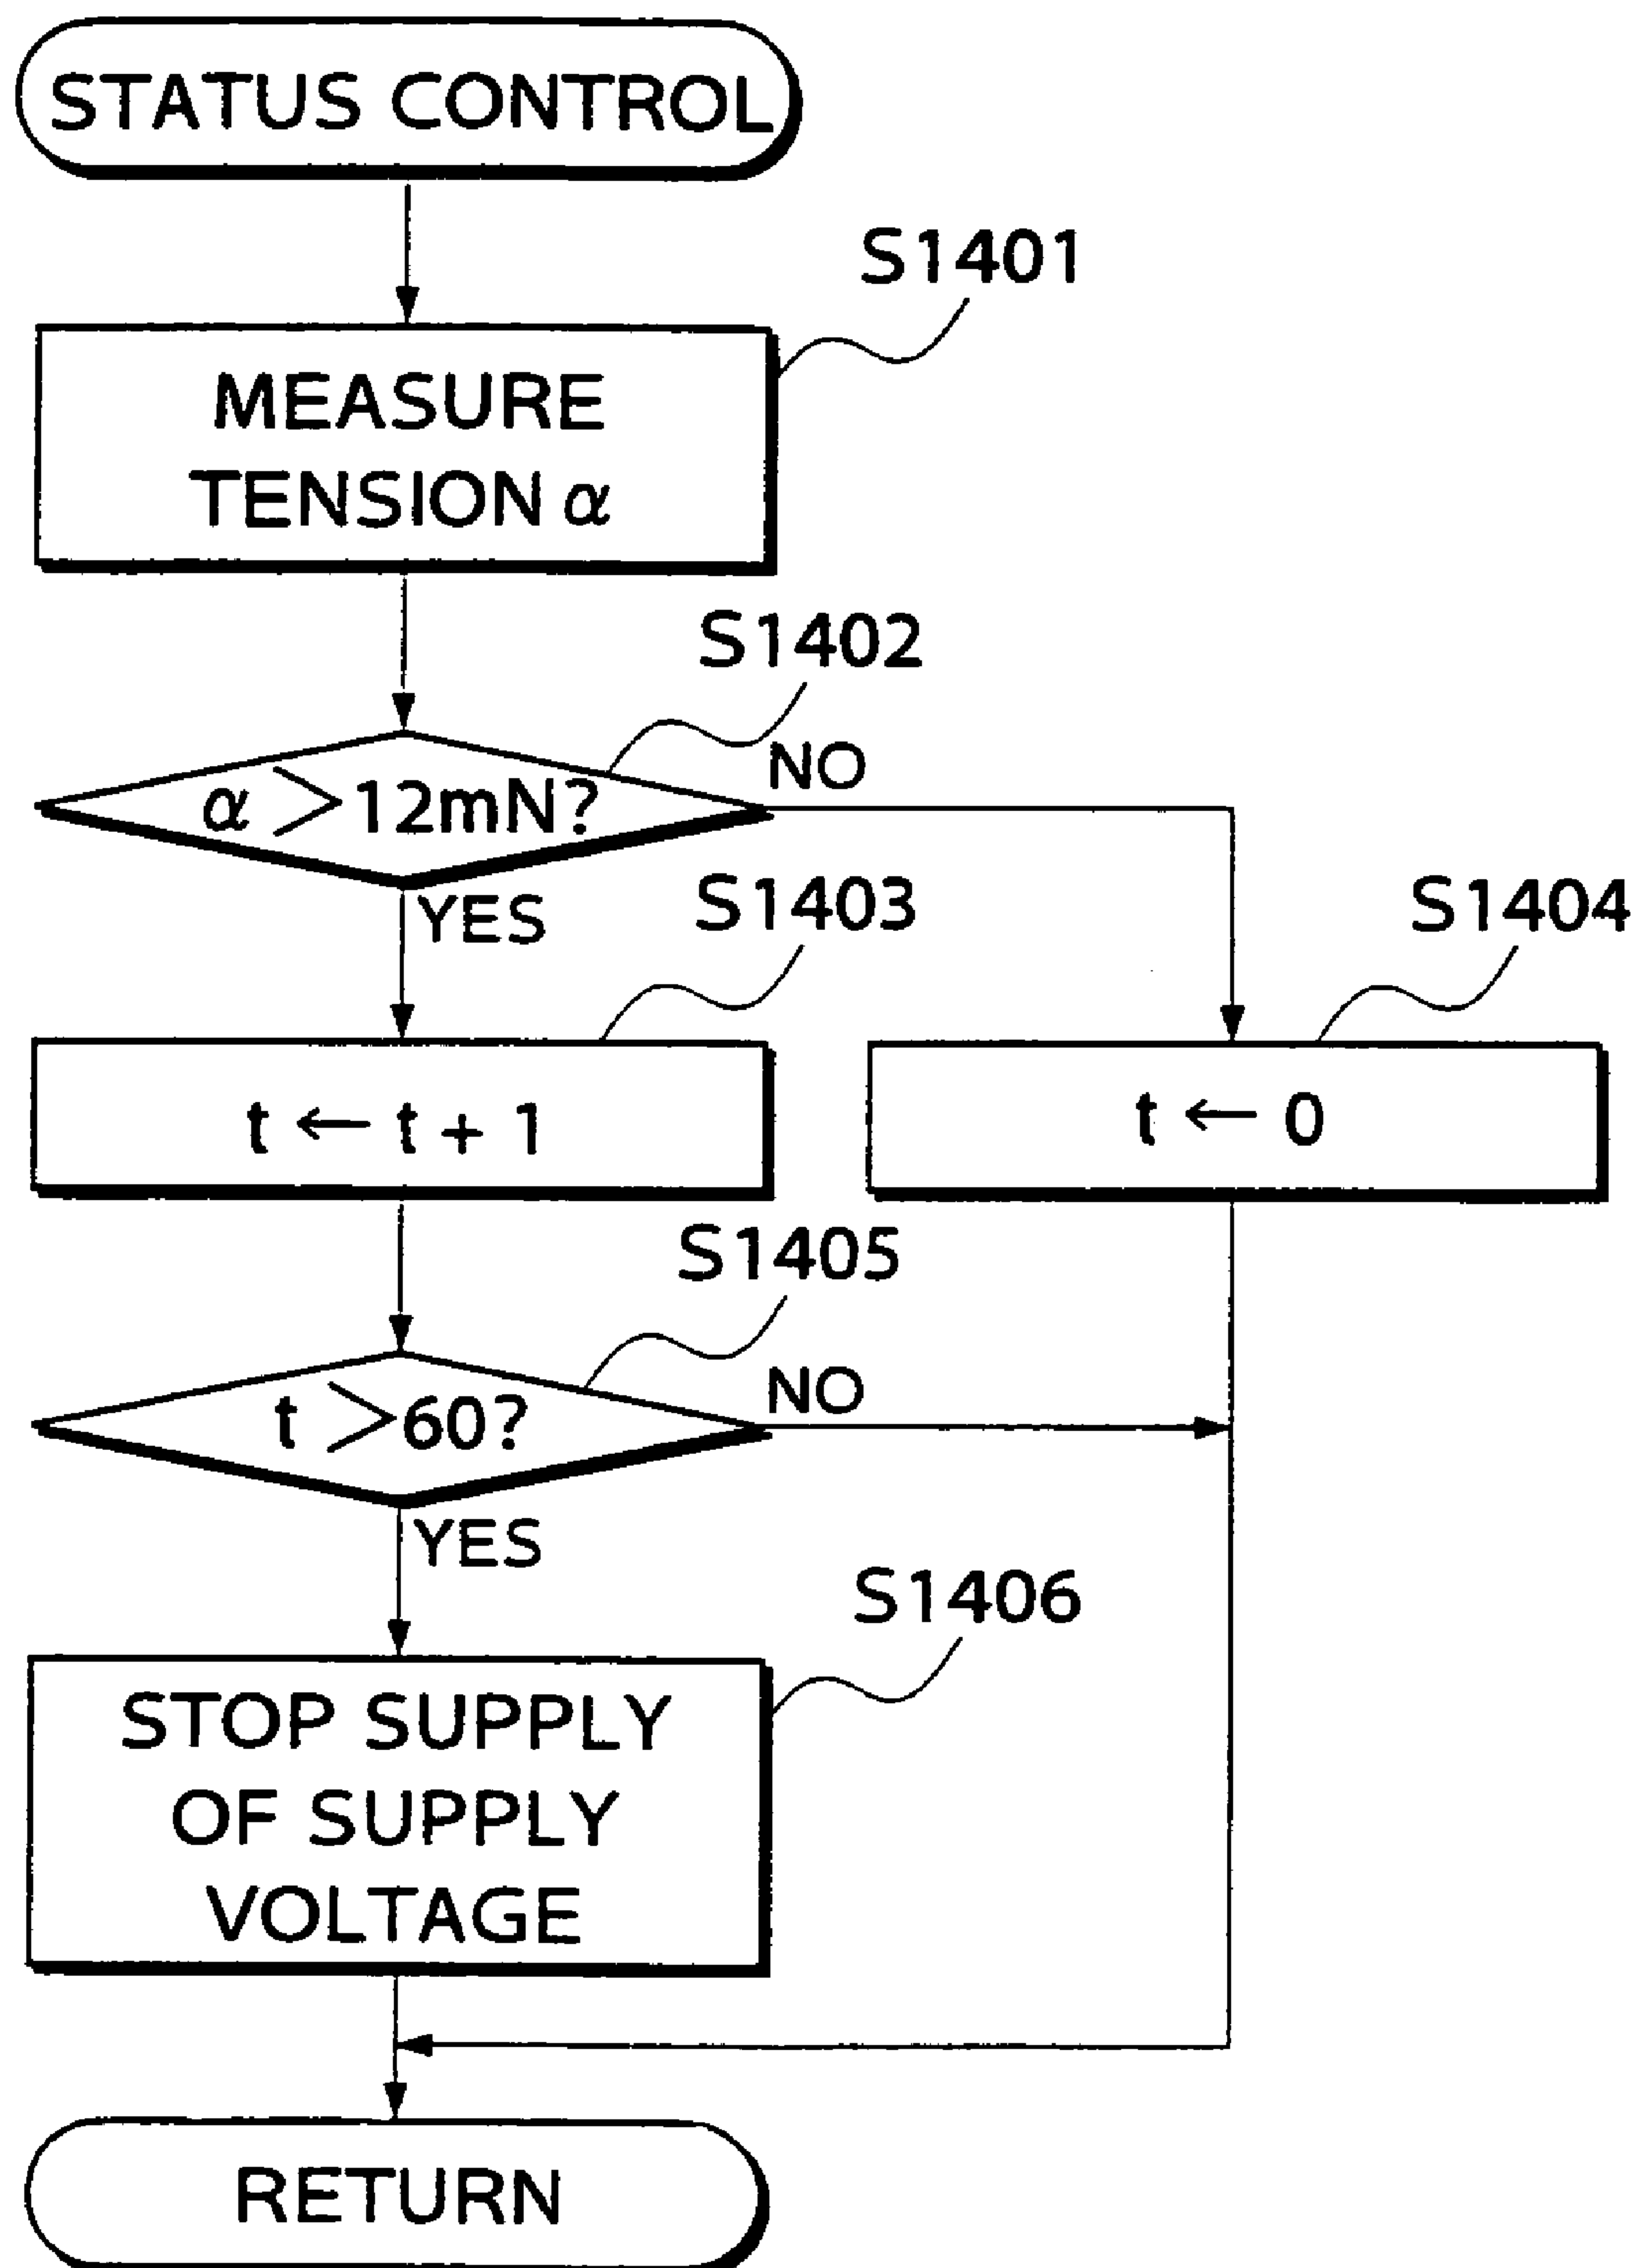 STATUS CONTROL
S1401
MEASURE
TENSION α
S1402
α >12mN?
NO
YES
S1403
S1404
t ← t + 1
t ← 0
S1405
t >60?
NO
YES
S1406
STOP SUPPLY
OF SUPPLY
VOLTAGE
RETURN